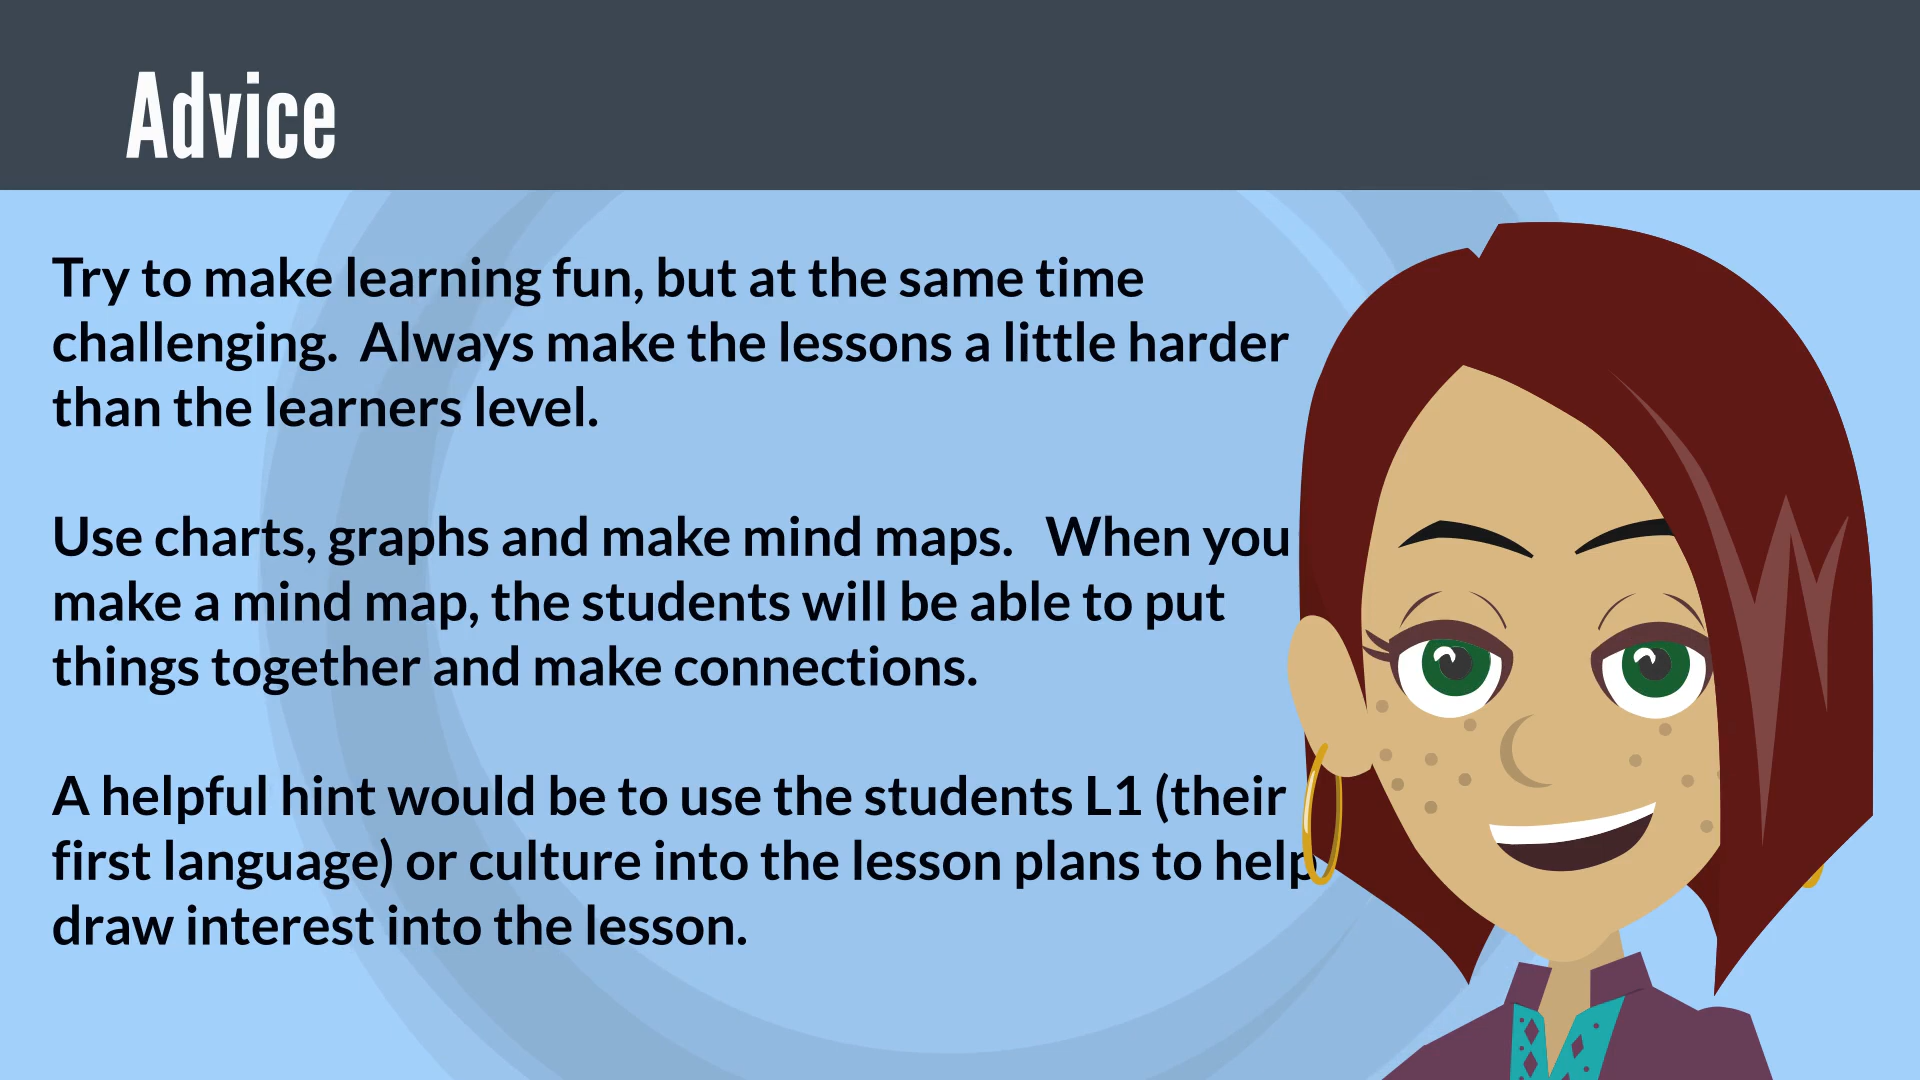 Advice
Try to make learning fun, but at the same time
challenging.  Always make the lessons a little harder
than the learners level.
Use charts, graphs and make mind maps.   When you
make a mind map, the students will be able to put
things together and make connections.
A helpful hint would be to use the students L1 (their
first language) or culture into the lesson plans to help
draw interest into the lesson.